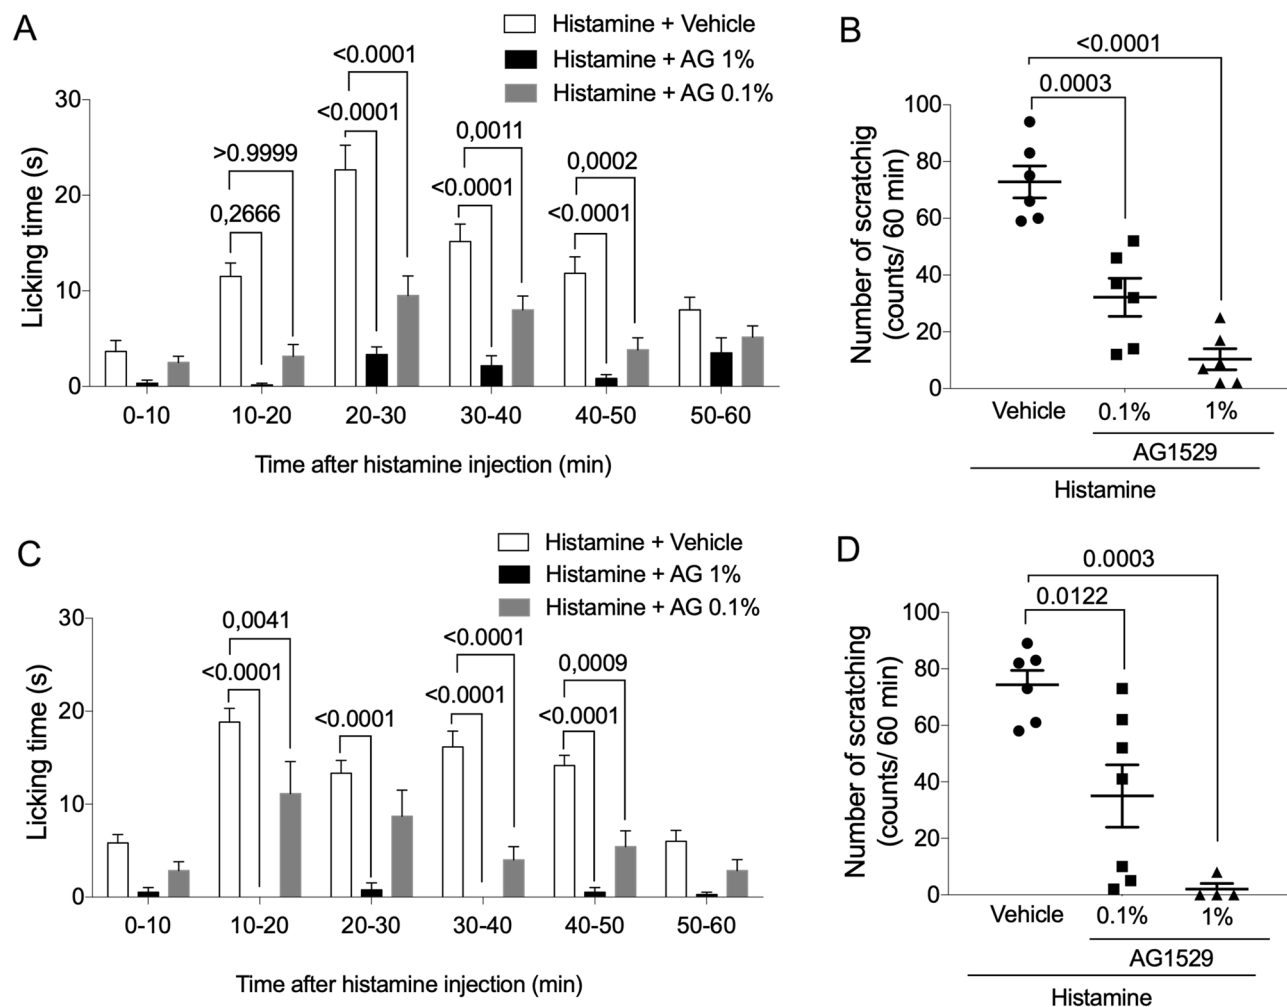 A
Histamine + Vehicle
Histamine + AG 1%
Histamine + AG 0.1%
<0.0001
<0.0001
>0.9999
0,2666
0,0011
<0.0001
0,0002
<0.0001
Licking time (s)
30
20
10
0
0-10 10-20 20-30 30-40 40-50 50-60
Time after histamine injection (min)
B
<0.0001
0.0003
Number of scratchig
(counts/ 60 min)
100
80
60
40
20
0
Vehicle 0.1% 1%
AG1529
Histamine
C
Histamine + Vehicle
Histamine + AG 1%
Histamine + AG 0.1%
0,0041
<0.0001
<0.0001
<0.0001
<0.0001
0,0009
<0.0001
Licking time (s)
30
20
10
0
0-10 10-20 20-30 30-40 40-50 50-60
Time after histamine injection (min)
D
0.0003
0.0122
Number of scratching
(counts/ 60 min)
100
80
60
40
20
0
Vehicle 0.1% 1%
AG1529
Histamine